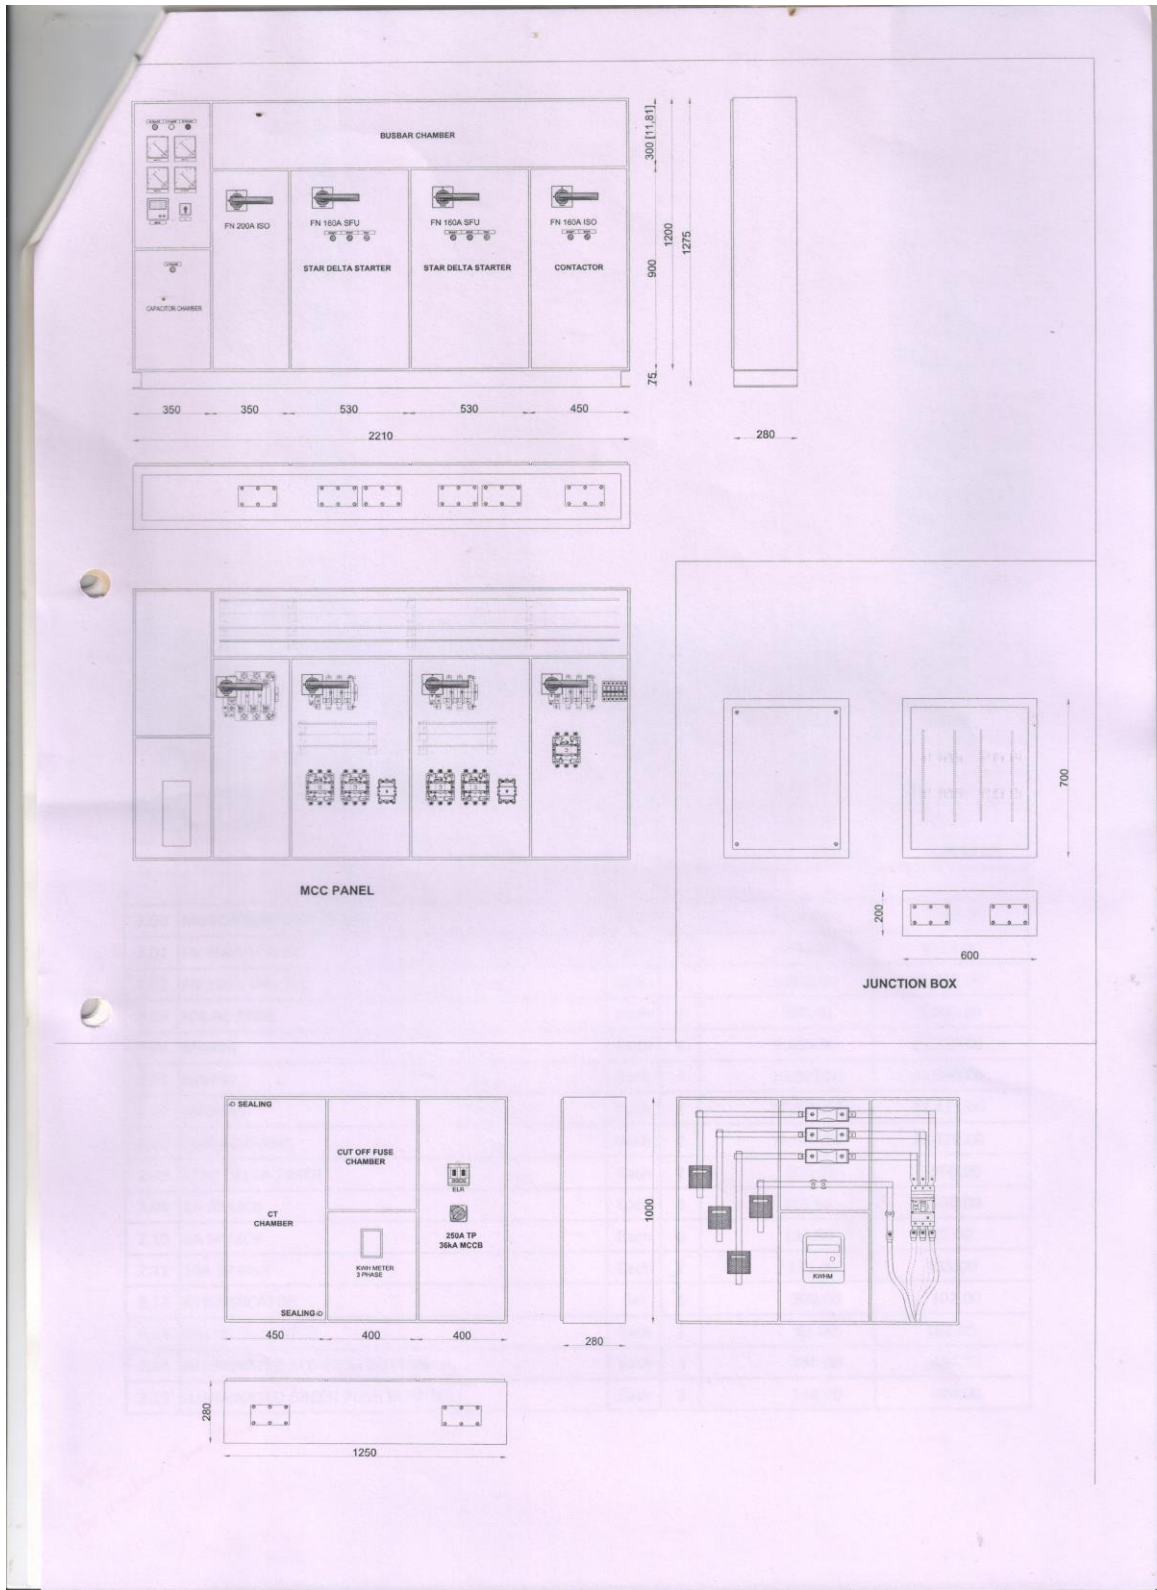 BUSBAR CHAMBER
FN 200A ISO
FN 160A SFU
FN 160A SFU
FN 160A ISO
STAR DELTA STARTER
STAR DELTA STARTER
CONTACTOR
CAPACITOR CHAMBER
300 [11,81]
900
75
1200
1275
350
350
530
530
450
2210
280
MCC PANEL
700
200
600
JUNCTION BOX
SEALING
CT
CHAMBER
SEALING
CUT OFF FUSE
CHAMBER
KWH METER
3 PHASE
ELR
250A TP
36kA MCCB
450
400
400
1000
280
KWHM
280
1250